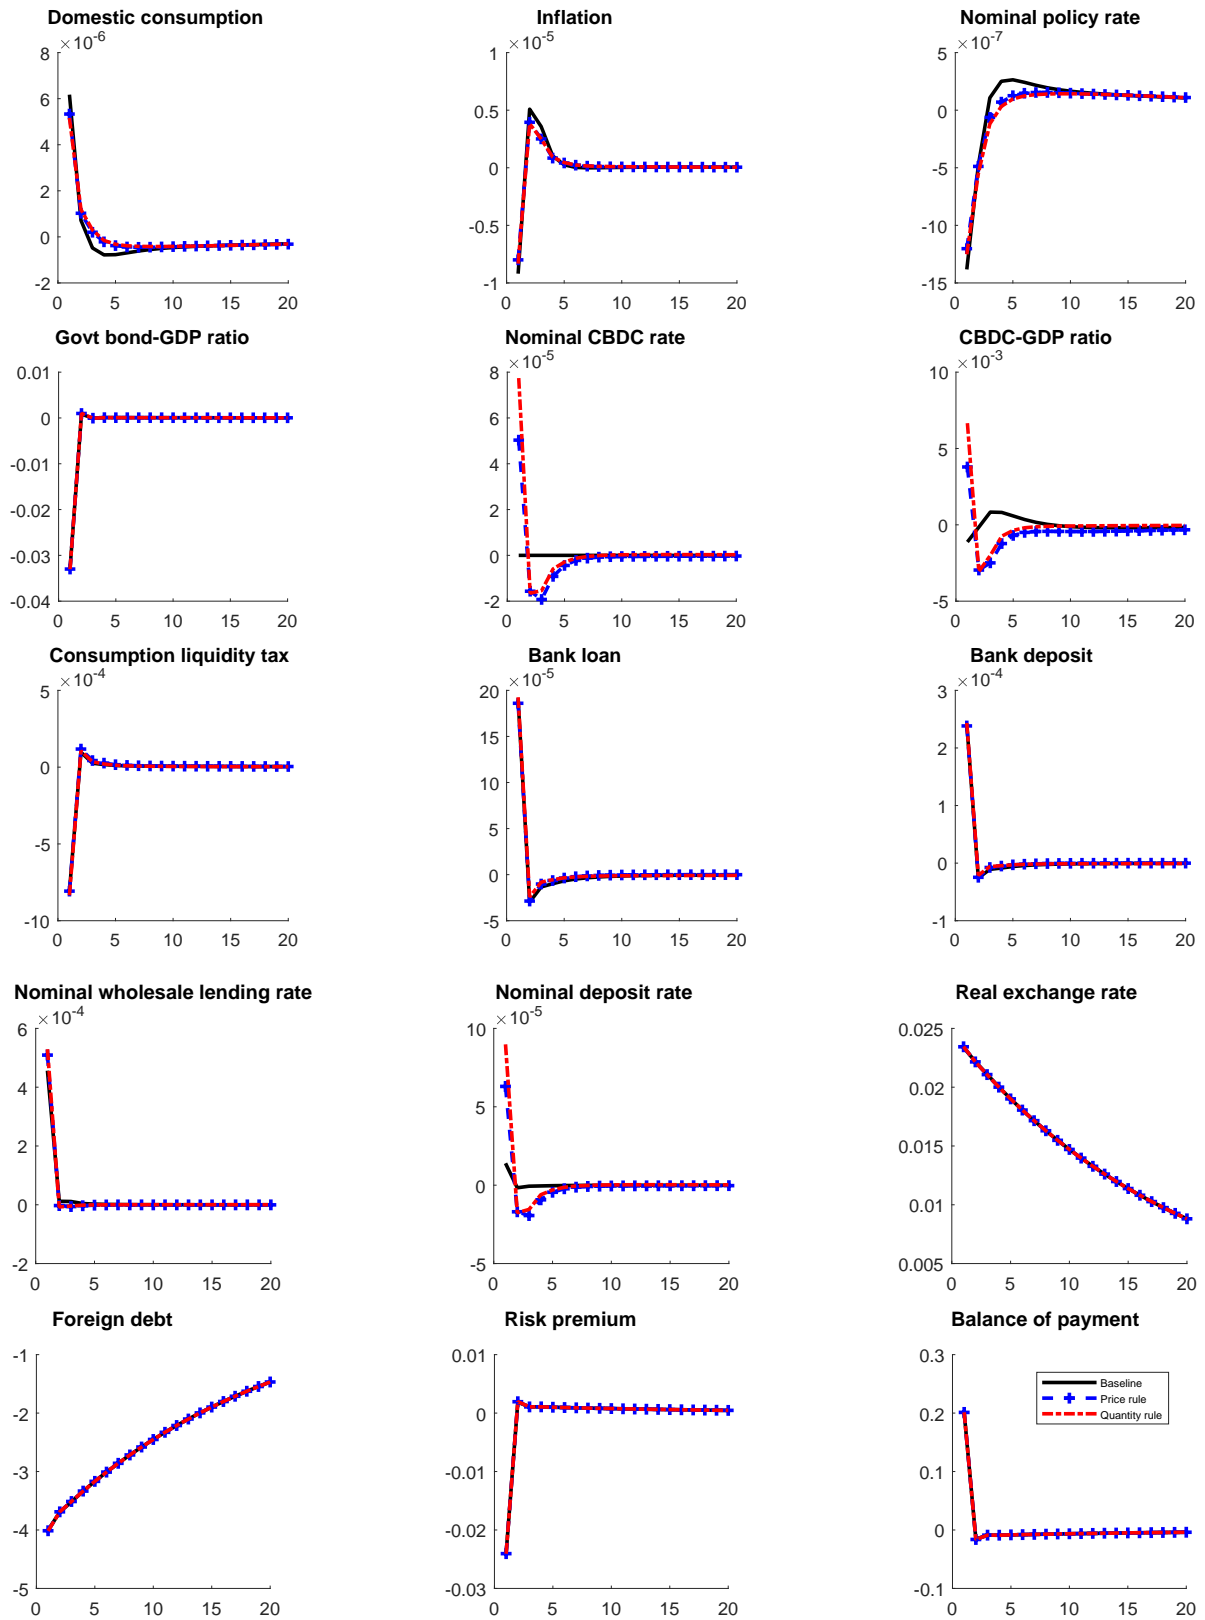 Domestic consumption
×10^-6
8
6
4
2
0
-2
0 5 10 15 20
Inflation
×10^-5
1
0.5
0
-0.5
-1
0 5 10 15 20
Nominal policy rate
×10^-7
5
0
-5
-10
-15
0 5 10 15 20
Govt bond-GDP ratio
0.01
0
-0.01
-0.02
-0.03
-0.04
0 5 10 15 20
Nominal CBDC rate
×10^-5
8
6
4
2
0
-2
0 5 10 15 20
CBDC-GDP ratio
×10^-3
10
5
0
-5
0 5 10 15 20
Consumption liquidity tax
×10^-4
5
0
-5
-10
0 5 10 15 20
Bank loan
×10^-5
20
15
10
5
0
-5
0 5 10 15 20
Bank deposit
×10^-4
3
2
1
0
-1
0 5 10 15 20
Nominal wholesale lending rate
×10^-4
6
4
2
0
-2
0 5 10 15 20
Nominal deposit rate
×10^-5
10
5
0
-5
0 5 10 15 20
Real exchange rate
0.025
0.02
0.015
0.01
0.005
0 5 10 15 20
Foreign debt
-1
-2
-3
-4
-5
0 5 10 15 20
Risk premium
0.01
0
-0.01
-0.02
-0.03
0 5 10 15 20
Balance of payment
0.3
0.2
0.1
0
-0.1
0 5 10 15 20
Baseline
Price rule
Quantity rule